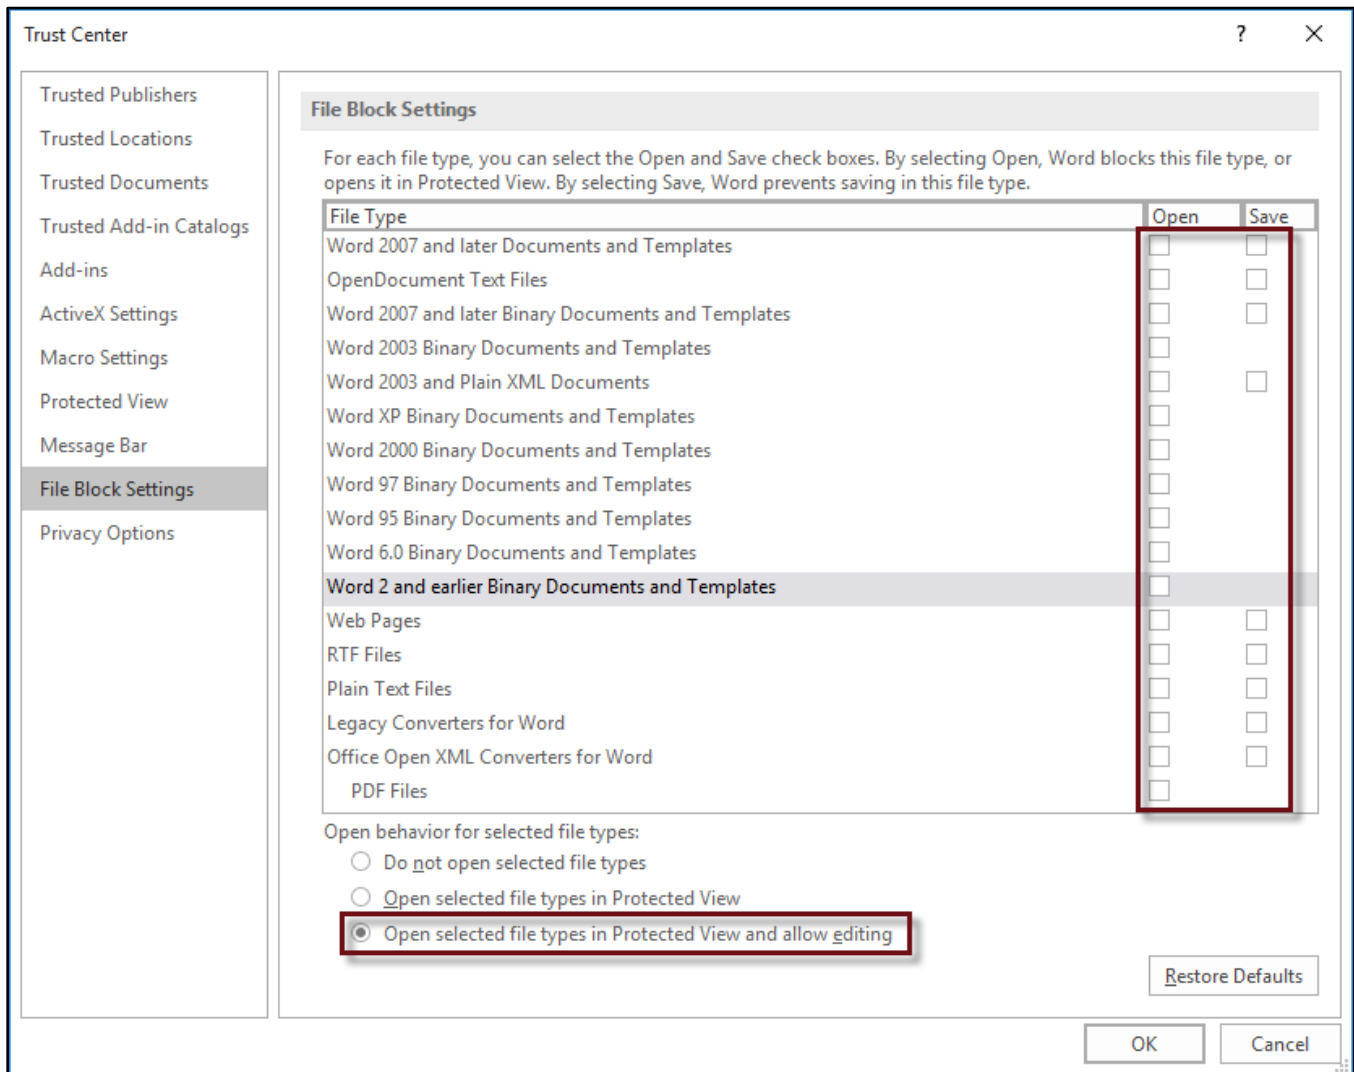 Trust Center
?
Trusted Publishers
Trusted Locations
Trusted Documents
Trusted Add-in Catalogs
Add-ins
ActiveX Settings
Macro Settings
Protected View
Message Bar
File Block Settings
Privacy Options
File Block Settings
For each file type, you can select the Open and Save check boxes. By selecting Open, Word blocks this file type, or
opens it in Protected View. By selecting Save, Word prevents saving in this file type.
File Type Open Save
Word 2007 and later Documents and Templates
OpenDocument Text Files
Word 2007 and later Binary Documents and Templates
Word 2003 Binary Documents and Templates
Word 2003 and Plain XML Documents
Word XP Binary Documents and Templates
Word 2000 Binary Documents and Templates
Word 97 Binary Documents and Templates
Word 95 Binary Documents and Templates
Word 6.0 Binary Documents and Templates
Word 2 and earlier Binary Documents and Templates
Web Pages
RTF Files
Plain Text Files
Legacy Converters for Word
Office Open XML Converters for Word
PDF Files
Open behavior for selected file types:
Do not open selected file types
Open selected file types in Protected View
Open selected file types in Protected View and allow editing
Restore Defaults
OK Cancel